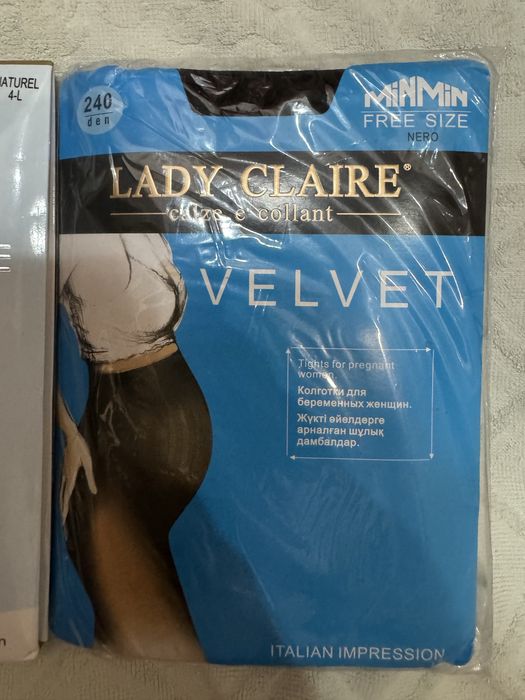 NATUREL
4-L
240
den
MINMIN
FREE SIZE
NERO
LADY CLAIRE®
calze e collant
VELVET
Tights for pregnant
women.
Колготки для
беременных женщин.
Жүкті әйелдерге
арналған шұлық
дамбалдар.
ITALIAN IMPRESSION